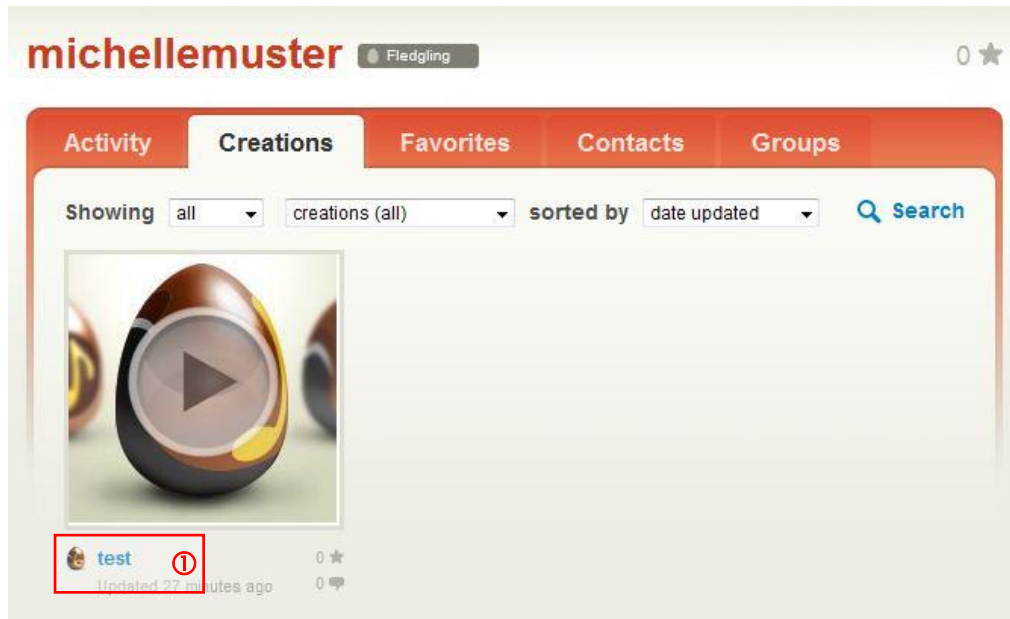 michellemuster Fledgling 0
Activity Creations Favorites Contacts Groups
Showing all creations (all) sorted by date updated Search
test ① 0
Updated 27 minutes ago 0